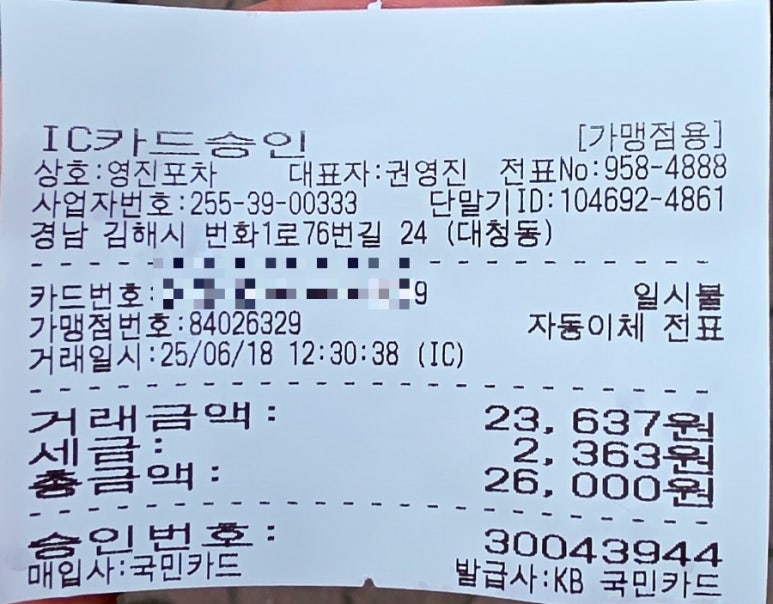 IC카드승인 [가맹점용]
상호:영진포차 대표자:권영진 전표No:958-4888
사업자번호:255-39-00333 단말기ID:104692-4861
경남 김해시 번화1로76번길 24 (대청동)
카드번호: 9 일시불
가맹점번호:84026329 자동이체 전표
거래일시:25/06/18 12:30:38 (IC)
거래금액: 23,637원
세금: 2,363원
총금액: 26,000원
승인번호: 30043944
매입사:국민카드 발급사:KB 국민카드